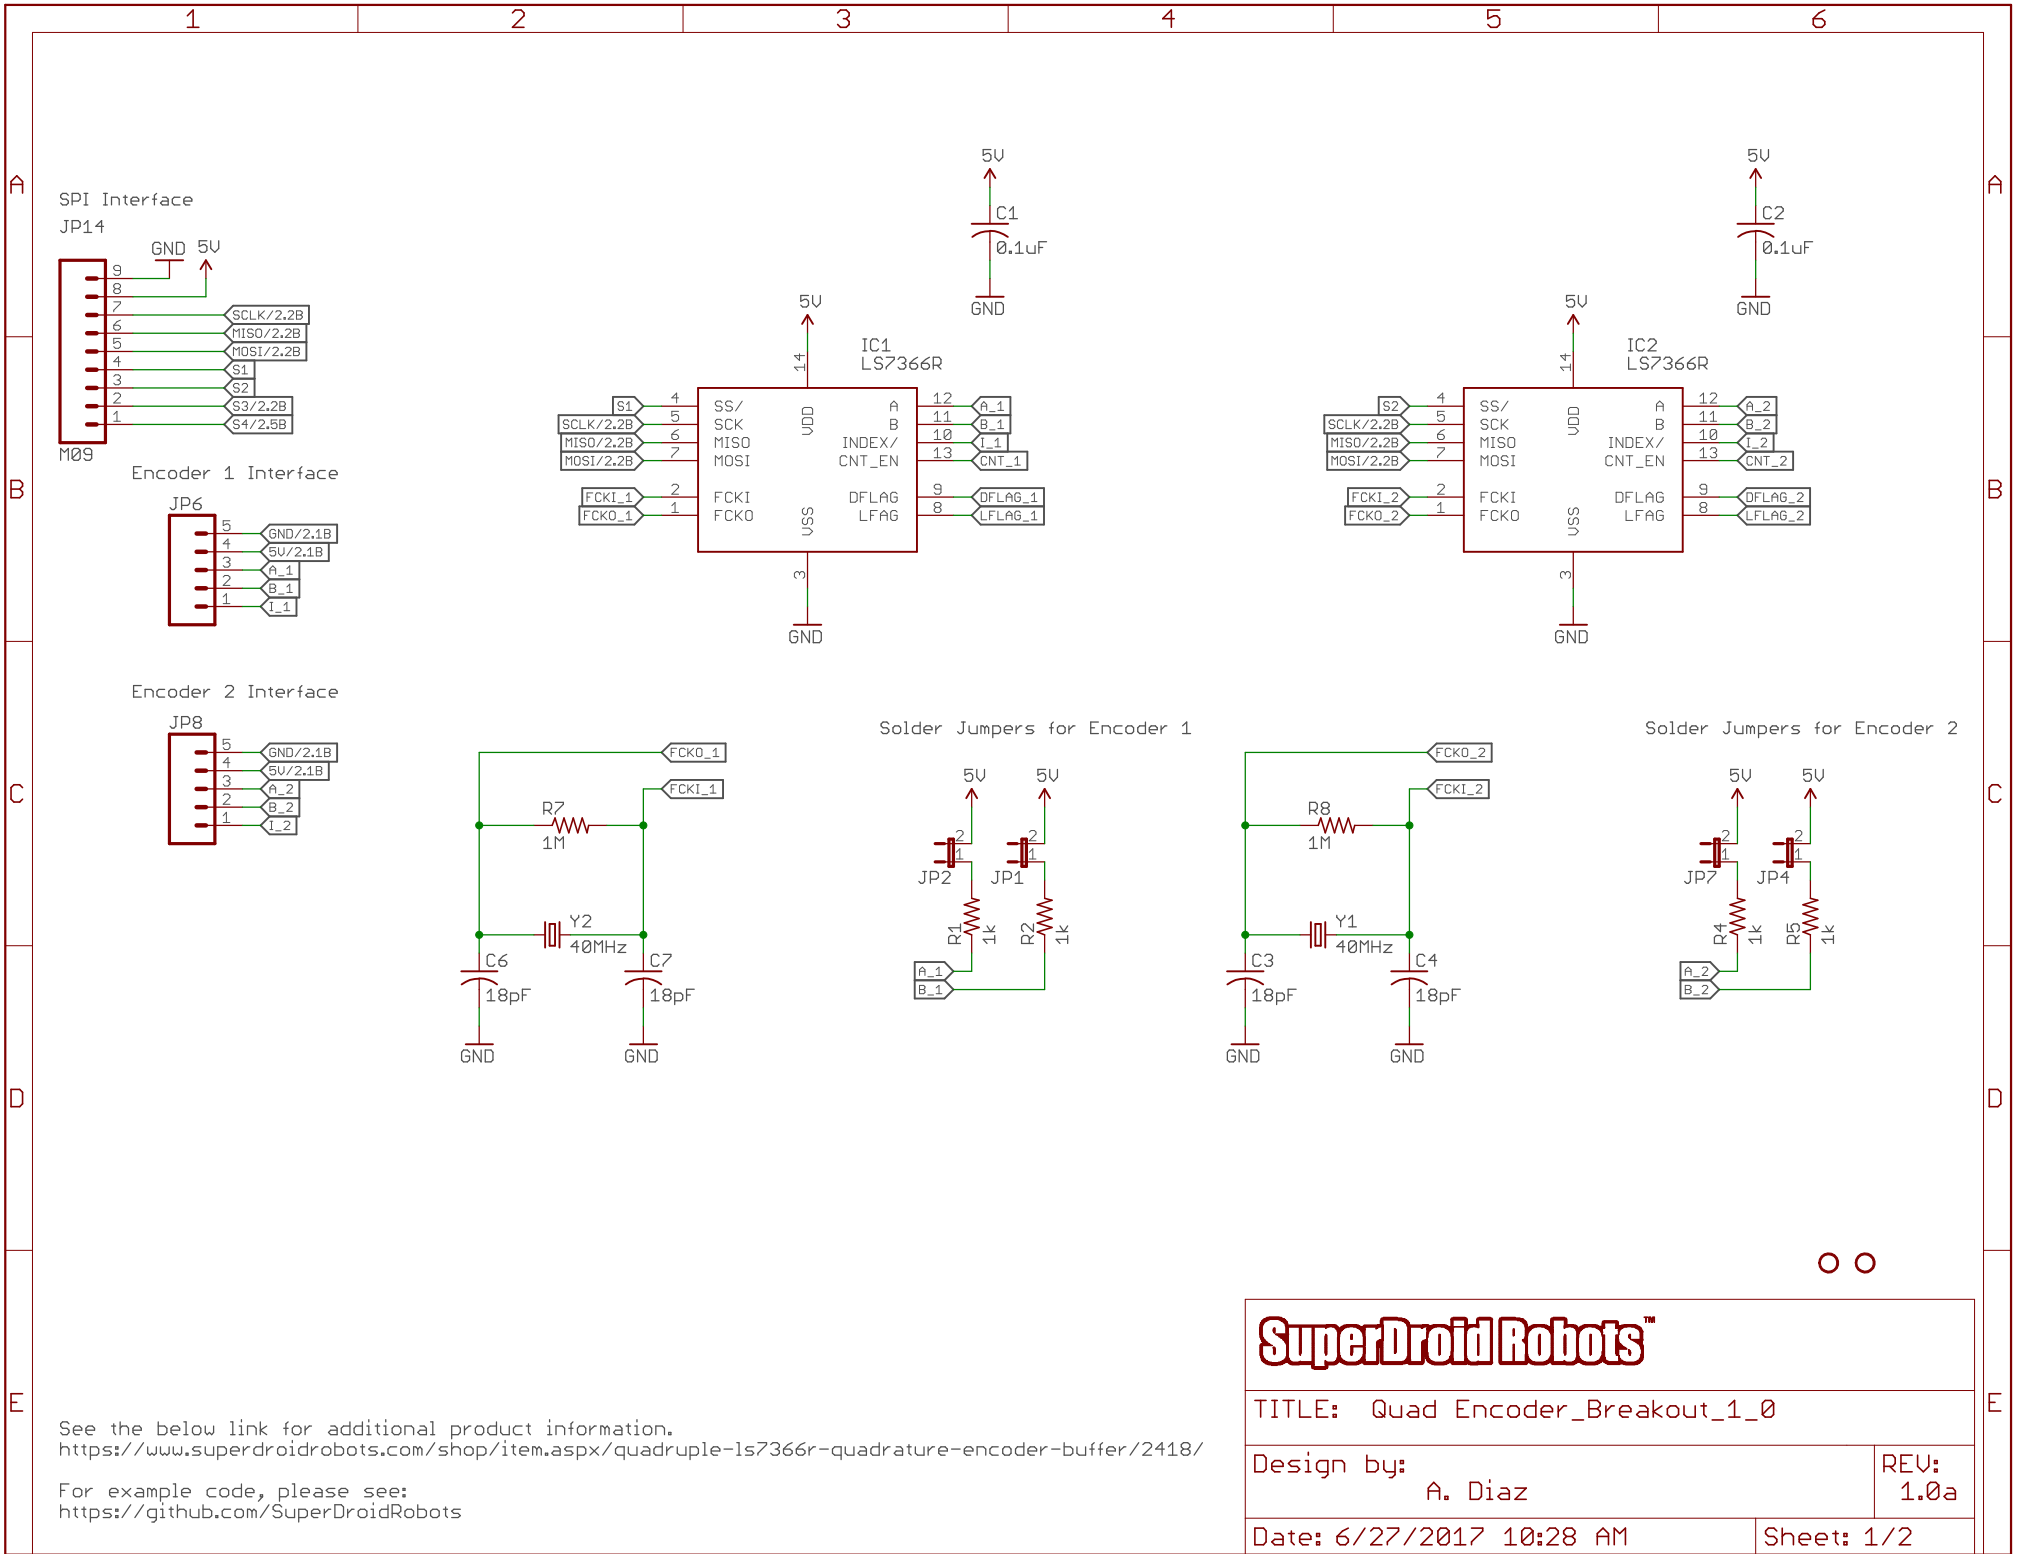 1 2 3 4 5 6
A A
B B
C C
D D
E E
SPI Interface
JP14
GND 5V
9
8
7 SCLK/2.2B
6 MISO/2.2B
5 MOSI/2.2B
4 S1
3 S2
2 S3/2.2B
1 S4/2.5B
M09
Encoder 1 Interface
JP6
5 GND/2.1B
4 5V/2.1B
3 A_1
2 B_1
1 I_1
Encoder 2 Interface
JP8
5 GND/2.1B
4 5V/2.1B
3 A_2
2 B_2
1 I_2
5V
C1
0.1uF
GND
5V
14
IC1
LS7366R
S1 4 SS/ VDD A 12 A_1
SCLK/2.2B 5 SCK B 11 B_1
MISO/2.2B 6 MISO INDEX/ 10 I_1
MOSI/2.2B 7 MOSI CNT_EN 13 CNT_1
FCKI_1 2 FCKI DFLAG 9 DFLAG_1
FCKO_1 1 FCKO VSS LFAG 8 LFLAG_1
3
GND
5V
C2
0.1uF
GND
5V
14
IC2
LS7366R
S2 4 SS/ VDD A 12 A_2
SCLK/2.2B 5 SCK B 11 B_2
MISO/2.2B 6 MISO INDEX/ 10 I_2
MOSI/2.2B 7 MOSI CNT_EN 13 CNT_2
FCKI_2 2 FCKI DFLAG 9 DFLAG_2
FCKO_2 1 FCKO VSS LFAG 8 LFLAG_2
3
GND
FCKO_1
FCKI_1
R7
1M
Y2
40MHz
C6 C7
18pF 18pF
GND GND
Solder Jumpers for Encoder 1
5V 5V
2 2
1 1
JP2 JP1
R1 1k R2 1k
A_1
B_1
FCKO_2
FCKI_2
R8
1M
Y1
40MHz
C3 C4
18pF 18pF
GND GND
Solder Jumpers for Encoder 2
5V 5V
2 2
1 1
JP7 JP4
R4 1k R5 1k
A_2
B_2
See the below link for additional product information.
https://www.superdroidrobots.com/shop/item.aspx/quadruple-ls7366r-quadrature-encoder-buffer/2418/
For example code, please see:
https://github.com/SuperDroidRobots
SuperDroid Robots™
TITLE: Quad Encoder_Breakout_1_0
Design by:
A. Diaz
REV:
1.0a
Date: 6/27/2017 10:28 AM
Sheet: 1/2
1 2 3 4 5 6